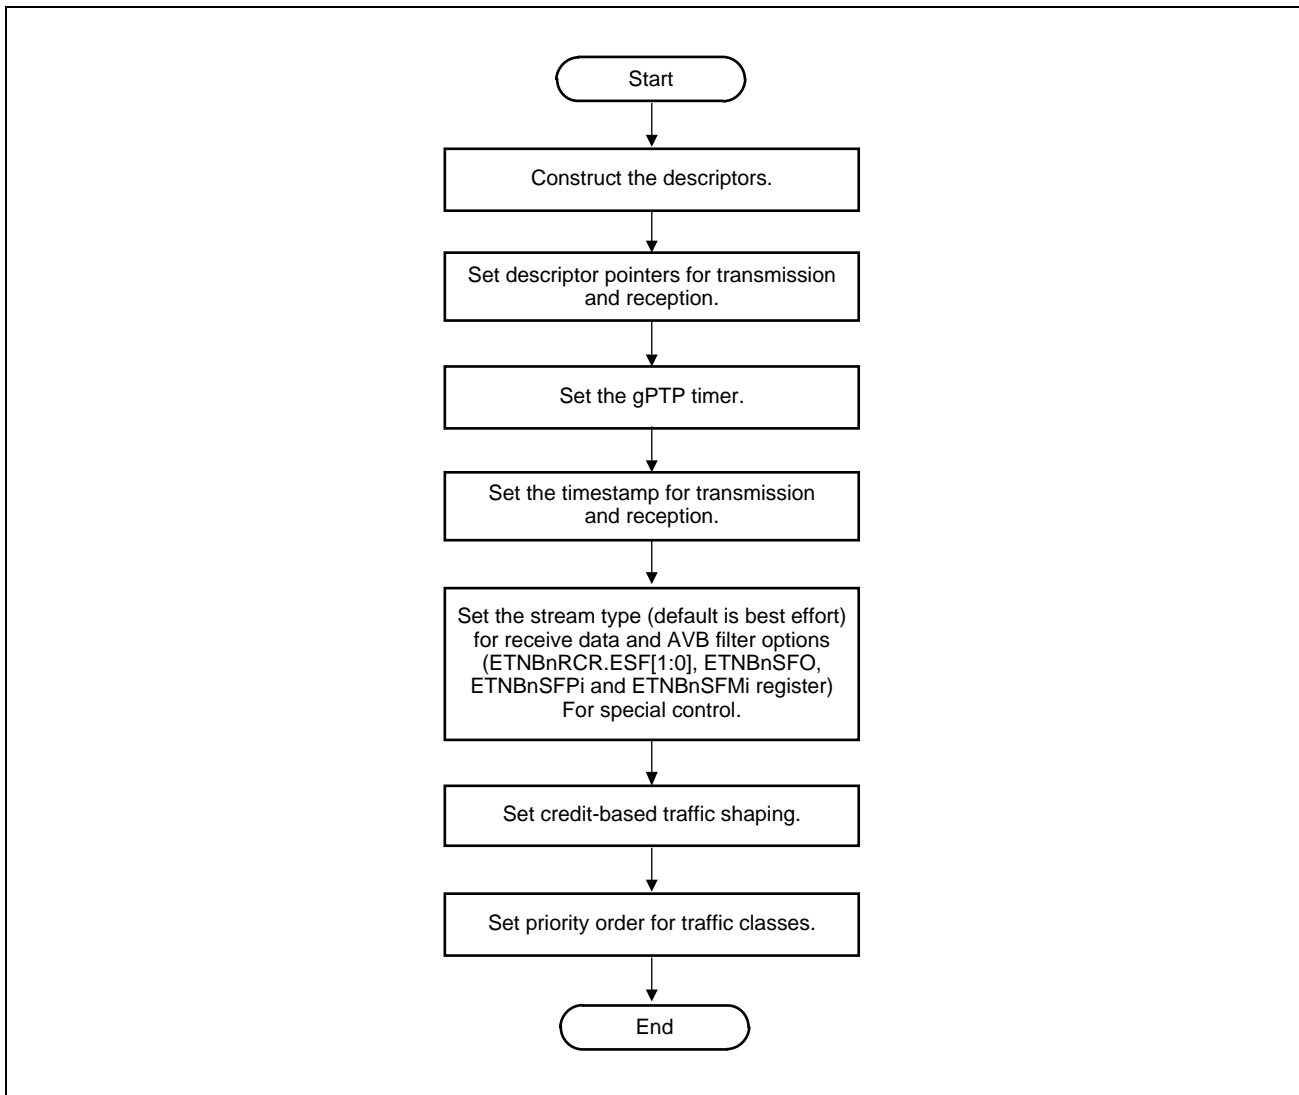 Start
Construct the descriptors.
Set descriptor pointers for transmission
and reception.
Set the gPTP timer.
Set the timestamp for transmission
and reception.
Set the stream type (default is best effort)
for receive data and AVB filter options
(ETNBnRCR.ESF[1:0], ETNBnSFO,
ETNBnSFPi and ETNBnSFMi register)
For special control.
Set credit-based traffic shaping.
Set priority order for traffic classes.
End